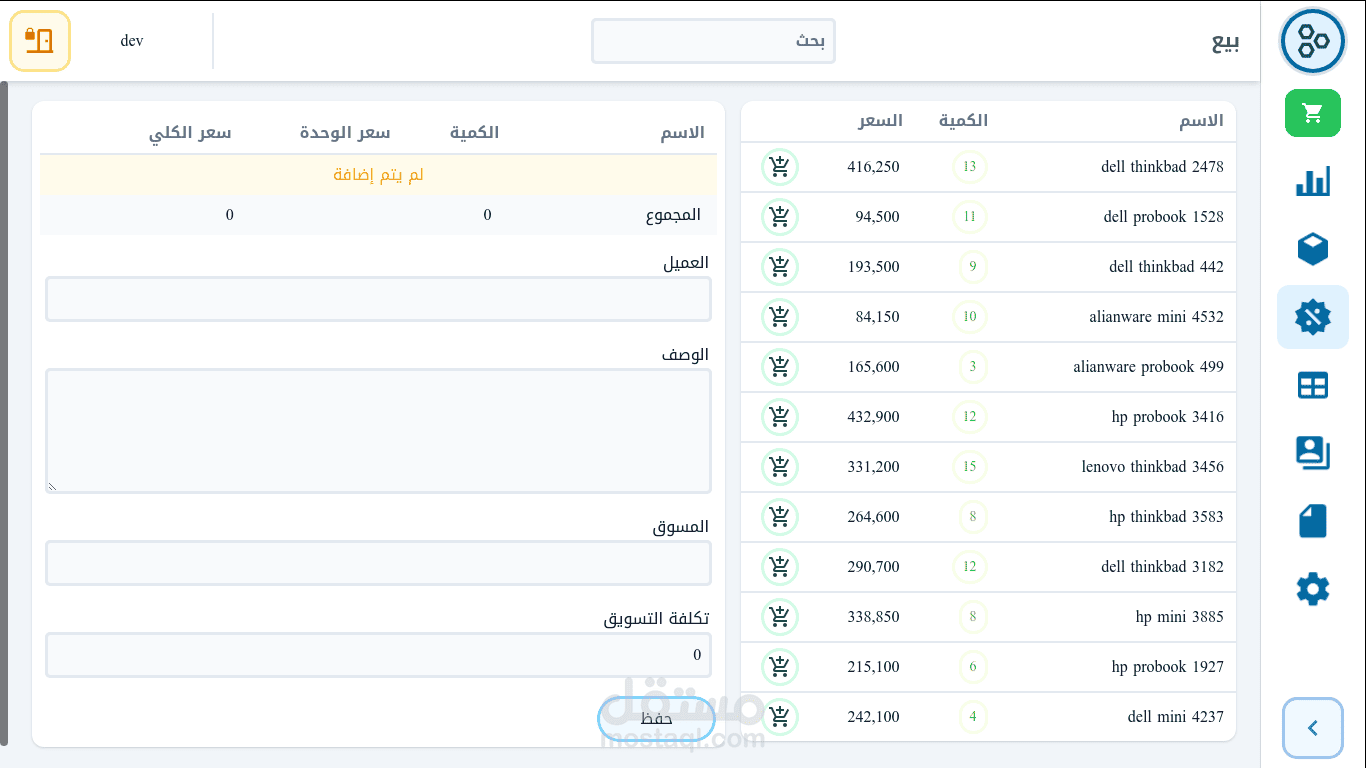 بيع
بحث
dev
الاسم الكمية السعر
dell thinkbad 2478 13 416,250
dell probook 1528 11 94,500
dell thinkbad 442 9 193,500
alianware mini 4532 10 84,150
alianware probook 499 3 165,600
hp probook 3416 12 432,900
lenovo thinkbad 3456 15 331,200
hp thinkbad 3583 8 264,600
dell thinkbad 3182 12 290,700
hp mini 3885 8 338,850
hp probook 1927 6 215,100
dell mini 4237 4 242,100
الاسم الكمية سعر الوحدة سعر الكلي
لم يتم إضافة
المجموع 0 0
العميل
الوصف
المسوق
تكلفة التسويق
0
حفظ
مستقل
mostaql.com